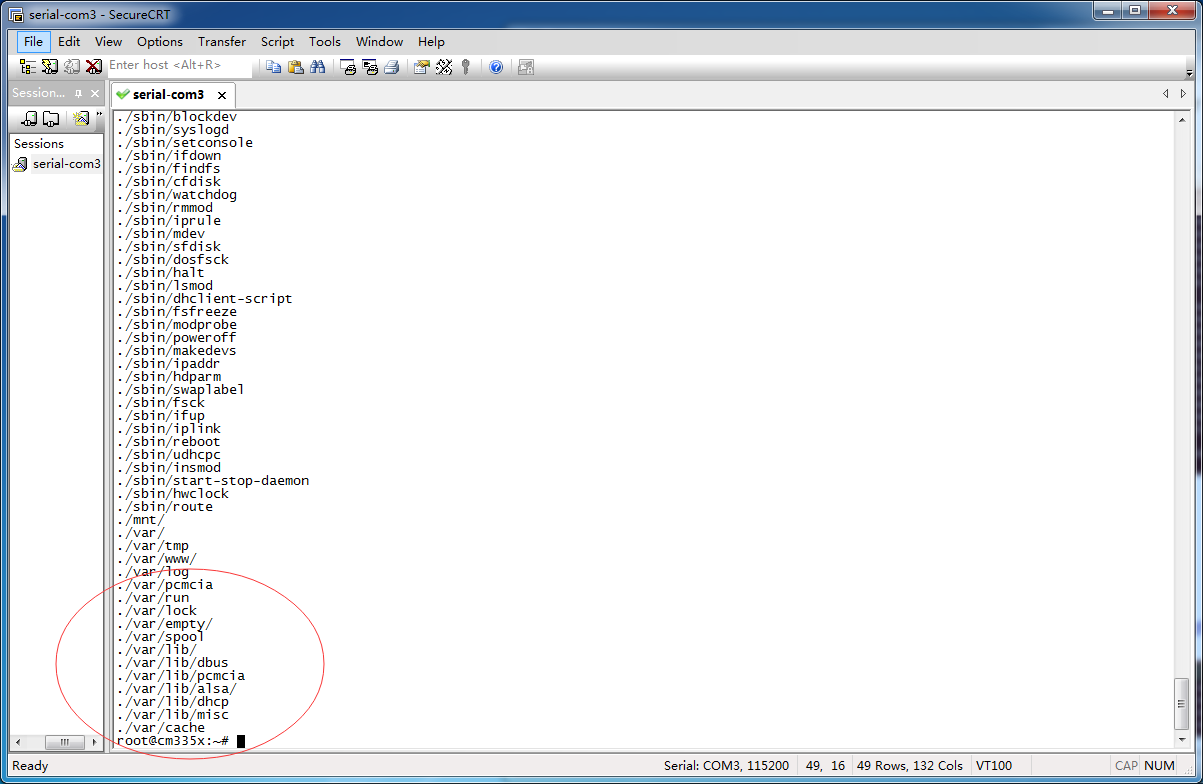 serial-com3 - SecureCRT
File Edit View Options Transfer Script Tools Window Help
Enter host <Alt+R>
Session...
serial-com3
Sessions
serial-com3
./sbin/blockdev
./sbin/syslogd
./sbin/setconsole
./sbin/ifdown
./sbin/findfs
./sbin/cfdisk
./sbin/watchdog
./sbin/rmmod
./sbin/iprule
./sbin/mdev
./sbin/sfdisk
./sbin/dosfsck
./sbin/halt
./sbin/lsmod
./sbin/dhclient-script
./sbin/fsfreeze
./sbin/modprobe
./sbin/poweroff
./sbin/makedevs
./sbin/ipaddr
./sbin/hdparm
./sbin/swaplabel
./sbin/fsck
./sbin/ifup
./sbin/iplink
./sbin/reboot
./sbin/udhcpc
./sbin/insmod
./sbin/start-stop-daemon
./sbin/hwclock
./sbin/route
./mnt/
./var/
./var/tmp
./var/www/
./var/log
./var/pcmcia
./var/run
./var/lock
./var/empty/
./var/spool
./var/lib/
./var/lib/dbus
./var/lib/pcmcia
./var/lib/alsa/
./var/lib/dhcp
./var/lib/misc
./var/cache
root@cm335x:~#
Ready Serial: COM3, 115200 49, 16 49 Rows, 132 Cols VT100 CAP NUM